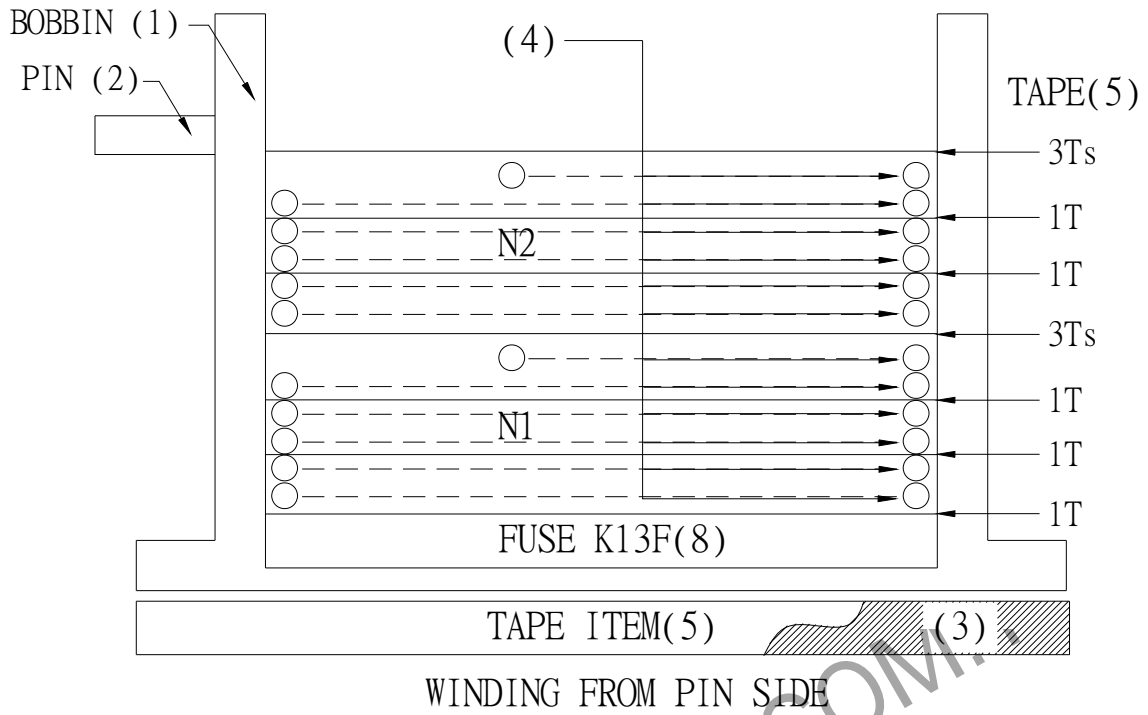 BOBBIN (1)
(4)
PIN (2)
TAPE(5)
3Ts
1T
N2
1T
3Ts
1T
N1
1T
1T
FUSE K13F(8)
TAPE ITEM(5)
(3)
WINDING FROM PIN SIDE
COM.